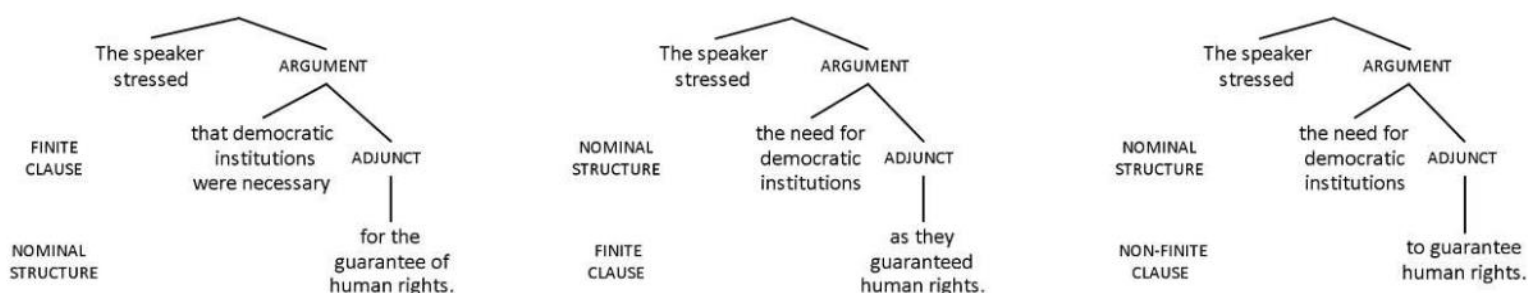 The speaker
stressed
ARGUMENT
FINITE
CLAUSE
that democratic
institutions
were necessary
ADJUNCT
NOMINAL
STRUCTURE
for the
guarantee of
human rights.
The speaker
stressed
ARGUMENT
NOMINAL
STRUCTURE
the need for
democratic
institutions
ADJUNCT
FINITE
CLAUSE
as they
guaranteed
human rights.
The speaker
stressed
ARGUMENT
NOMINAL
STRUCTURE
the need for
democratic
institutions
ADJUNCT
NON-FINITE
CLAUSE
to guarantee
human rights.